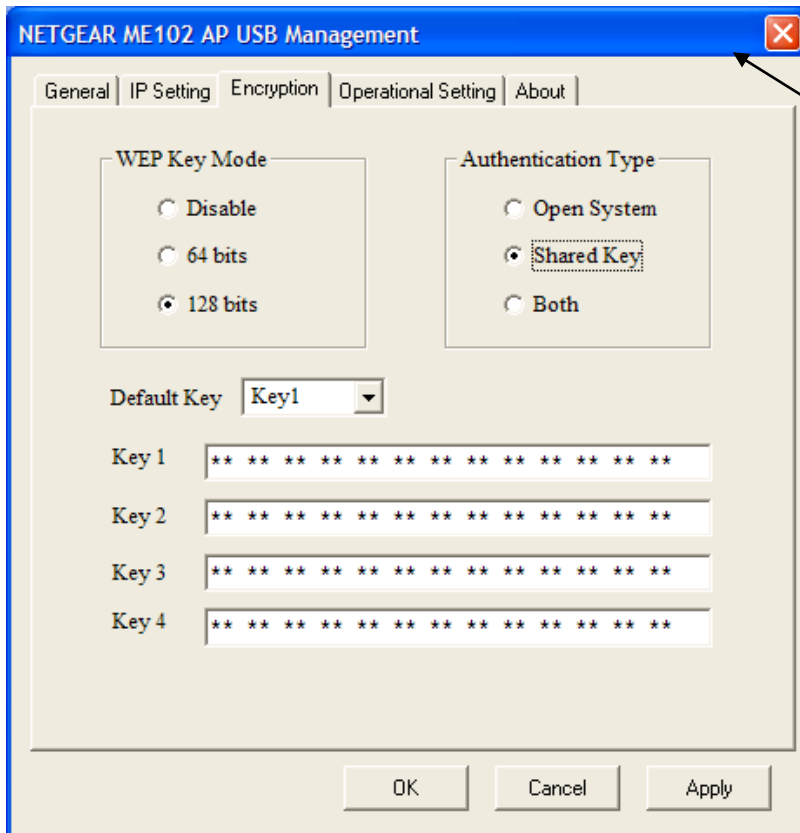 NETGEAR ME102 AP USB Management
General IP Setting Encryption Operational Setting About
WEP Key Mode Authentication Type
Disable Open System
64 bits Shared Key
128 bits Both
Default Key Key1
Key 1 ** ** ** ** ** ** ** ** ** ** ** ** **
Key 2 ** ** ** ** ** ** ** ** ** ** ** ** **
Key 3 ** ** ** ** ** ** ** ** ** ** ** ** **
Key 4 ** ** ** ** ** ** ** ** ** ** ** ** **
OK Cancel Apply